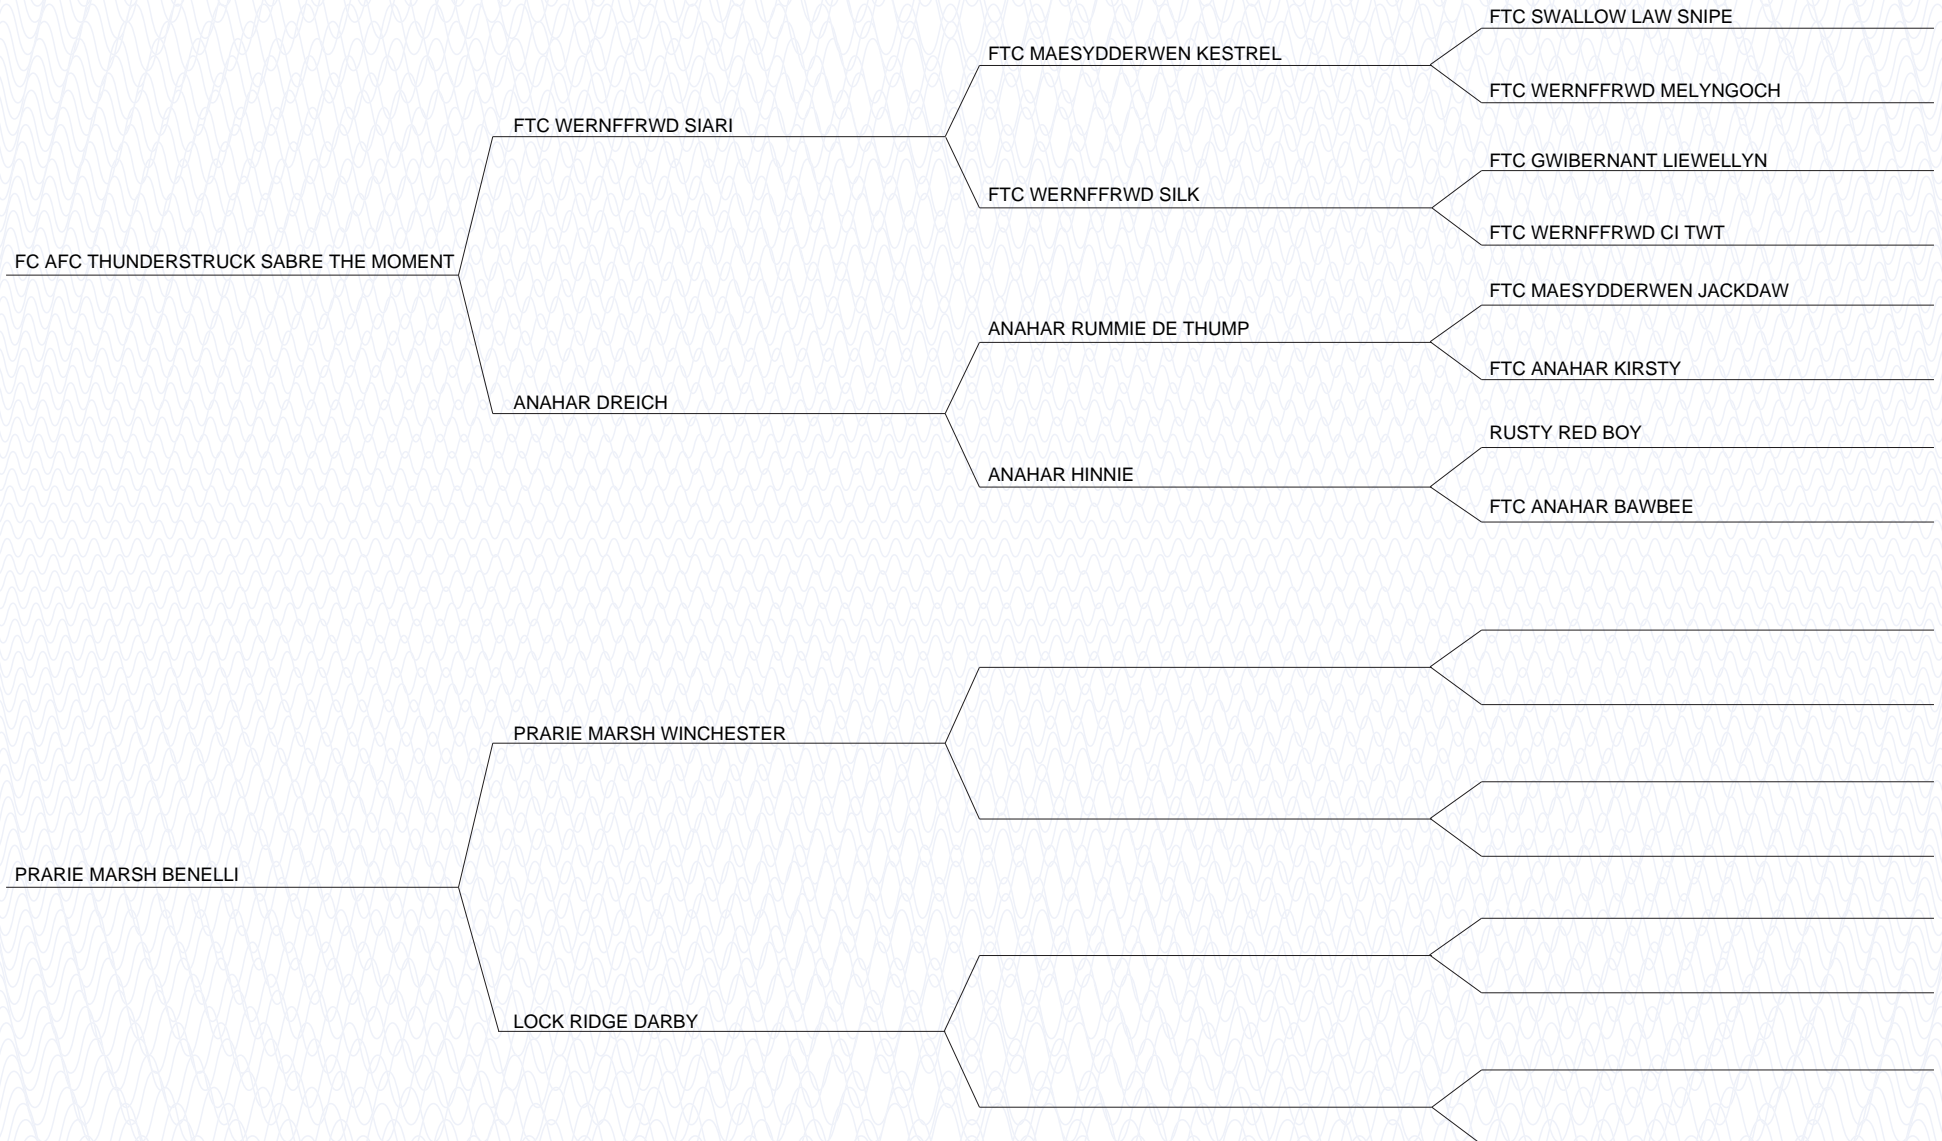 FTC SWALLOW LAW SNIPE
FTC MAESYDDERWEN KESTREL
FTC WERNFFRWD MELYNGOCH
FTC WERNFFRWD SIARI
FTC GWIBERNANT LIEWELLYN
FTC WERNFFRWD SILK
FTC WERNFFRWD CI TWT
FC AFC THUNDERSTRUCK SABRE THE MOMENT
FTC MAESYDDERWEN JACKDAW
ANAHAR RUMMIE DE THUMP
FTC ANAHAR KIRSTY
ANAHAR DREICH
RUSTY RED BOY
ANAHAR HINNIE
FTC ANAHAR BAWBEE
PRARIE MARSH WINCHESTER
PRARIE MARSH BENELLI
LOCK RIDGE DARBY